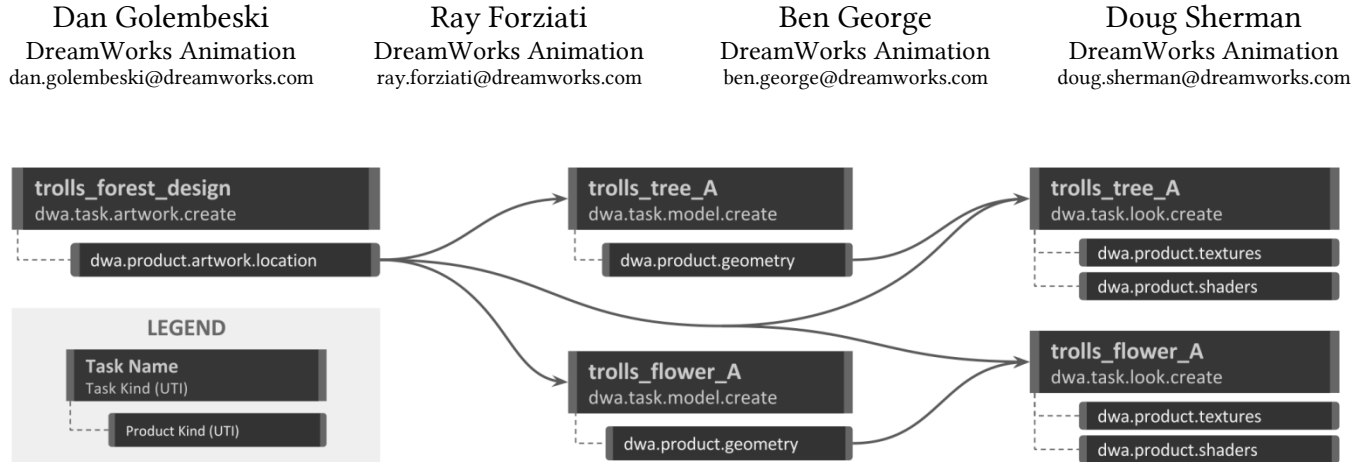 Dan Golembeski
DreamWorks Animation
dan.golembeski@dreamworks.com
Ray Forziati
DreamWorks Animation
ray.forziati@dreamworks.com
Ben George
DreamWorks Animation
ben.george@dreamworks.com
Doug Sherman
DreamWorks Animation
doug.sherman@dreamworks.com
trolls_forest_design
dwa.task.artwork.create
dwa.product.artwork.location
trolls_tree_A
dwa.task.model.create
dwa.product.geometry
trolls_tree_A
dwa.task.look.create
dwa.product.textures
dwa.product.shaders
LEGEND
Task Name
Task Kind (UTI)
Product Kind (UTI)
trolls_flower_A
dwa.task.model.create
dwa.product.geometry
trolls_flower_A
dwa.task.look.create
dwa.product.textures
dwa.product.shaders